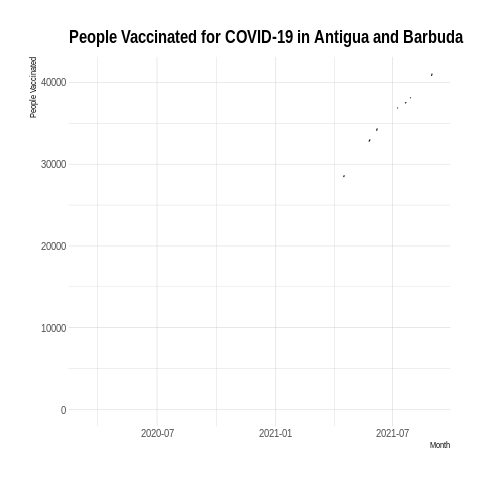 People Vaccinated for COVID-19 in Antigua and Barbuda
People Vaccinated
40000
30000
20000
10000
0
2020-07
2021-01
2021-07
Month